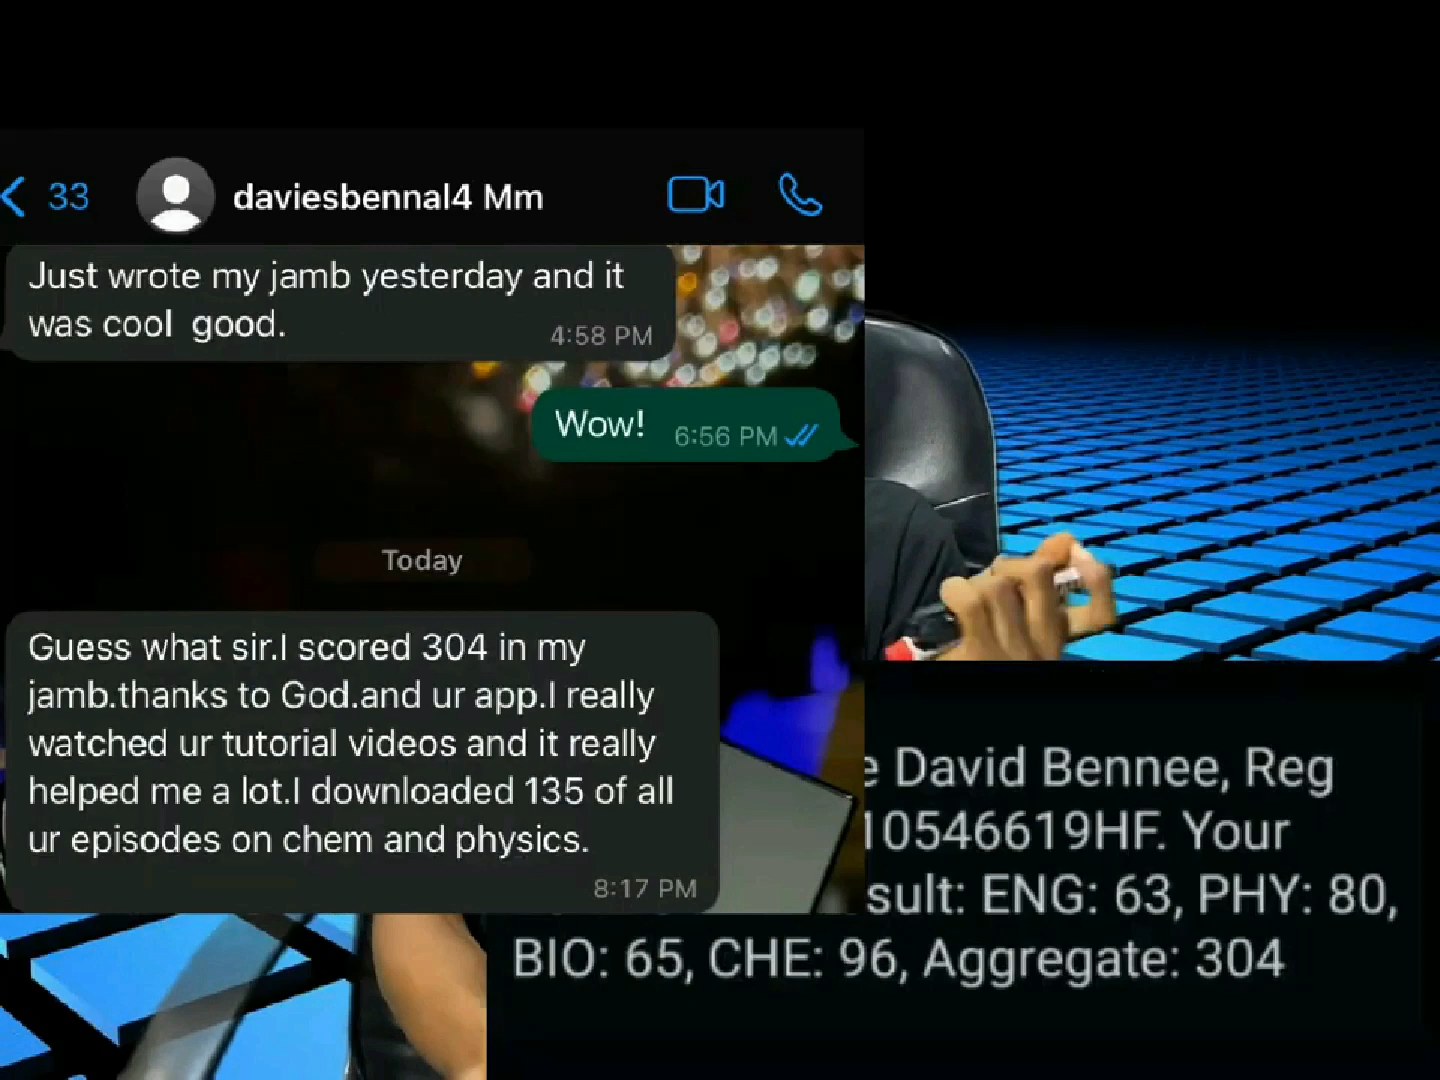 33
daviesbennal4 Mm
Just wrote my jamb yesterday and it
was cool good.
4:58 PM
Wow!
6:56 PM
Today
Guess what sir.I scored 304 in my
jamb.thanks to God.and ur app.I really
watched ur tutorial videos and it really
helped me a lot.I downloaded 135 of all
ur episodes on chem and physics.
8:17 PM
e David Bennee, Reg
10546619HF. Your
sult: ENG: 63, PHY: 80,
BIO: 65, CHE: 96, Aggregate: 304